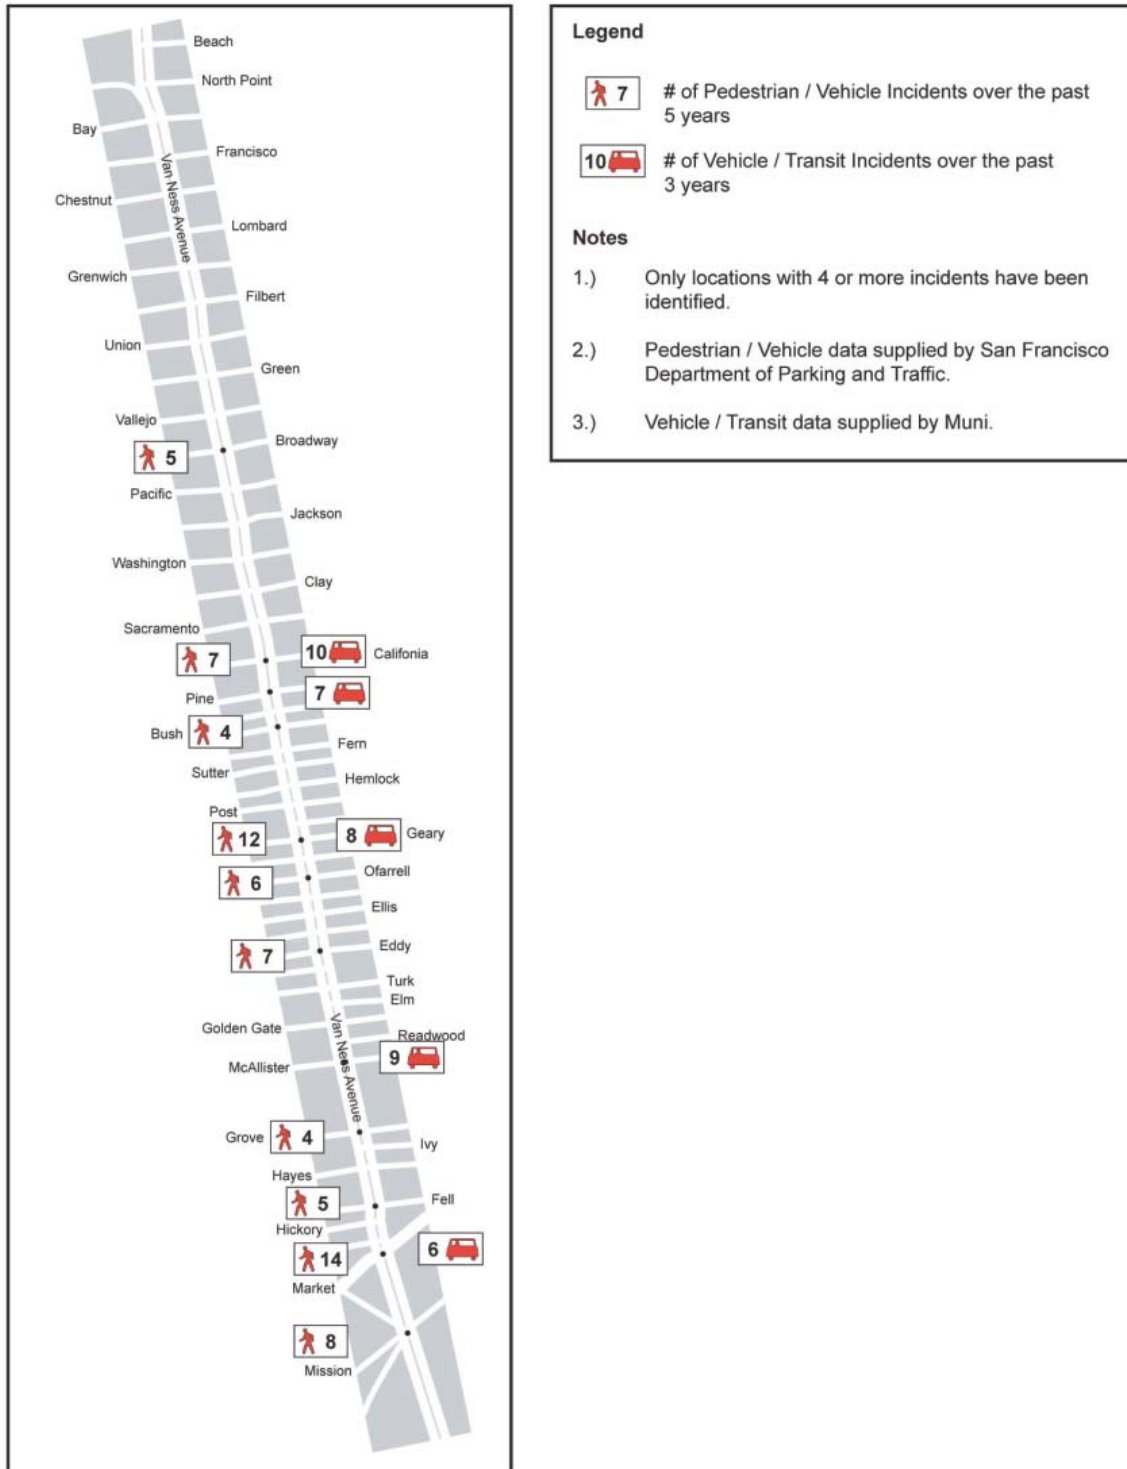 Beach
North Point
Bay
Francisco
Van Ness Avenue
Chestnut
Lombard
Grenwich
Filbert
Union
Green
Vallejo
Broadway
5
Pacific
Jackson
Washington
Clay
Sacramento
7
10
Califonia
7
Pine
Bush
4
Fern
Sutter
Hemlock
Post
12
8
Geary
Ofarrell
6
Ellis
Eddy
7
Turk
Elm
Van Ness Avenue
Golden Gate
Readwood
9
McAllister
Grove
4
Ivy
Hayes
5
Fell
Hickory
6
14
Market
8
Mission
Legend
7
# of Pedestrian / Vehicle Incidents over the past
5 years
10
# of Vehicle / Transit Incidents over the past
3 years
Notes
1.) Only locations with 4 or more incidents have been
identified.
2.) Pedestrian / Vehicle data supplied by San Francisco
Department of Parking and Traffic.
3.) Vehicle / Transit data supplied by Muni.